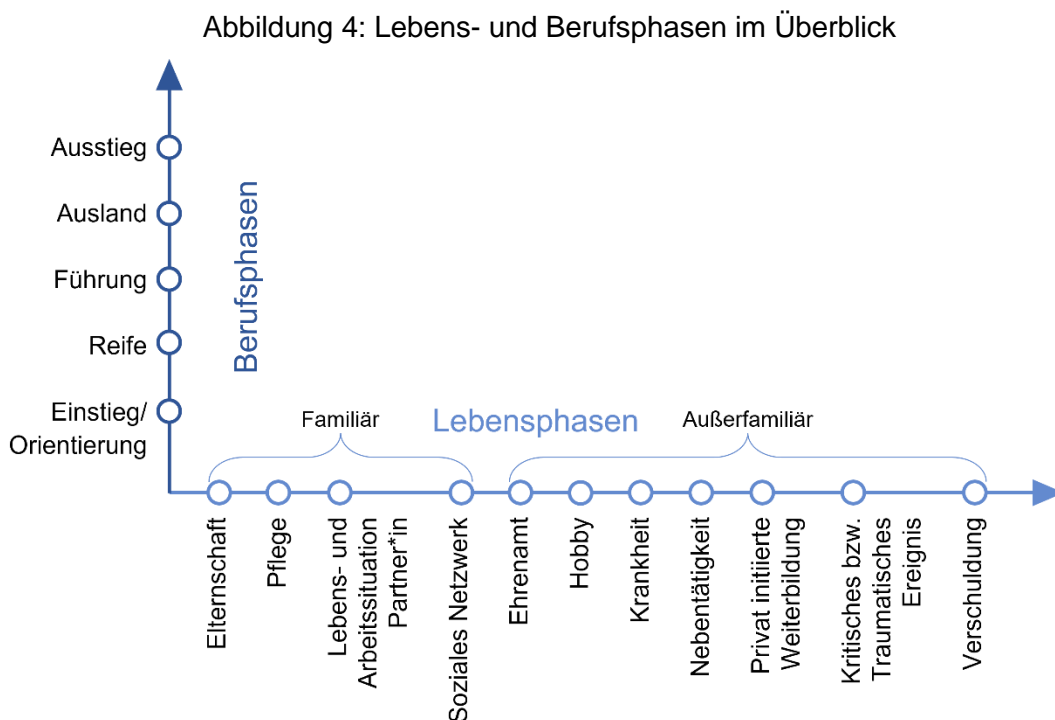 Abbildung 4: Lebens- und Berufsphasen im Überblick
Ausstieg
Ausland
Führung
Reife
Einstieg/
Orientierung
Berufsphasen
Familiär
Lebensphasen
Außerfamiliär
Elternschaft
Pflege
Lebens- und
Arbeitssituation
Partner*in
Soziales Netzwerk
Ehrenamt
Hobby
Krankheit
Nebentätigkeit
Privat initiierte
Weiterbildung
Kritisches bzw.
Traumatisches
Ereignis
Verschuldung